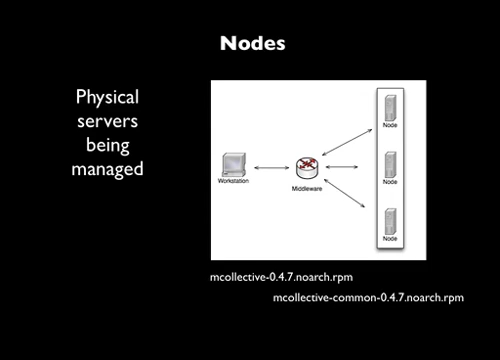 Nodes
Physical
servers
being
managed
Node
Workstation
Middleware
Node
Node
mcollective-0.4.7.noarch.rpm
mcollective-common-0.4.7.noarch.rpm